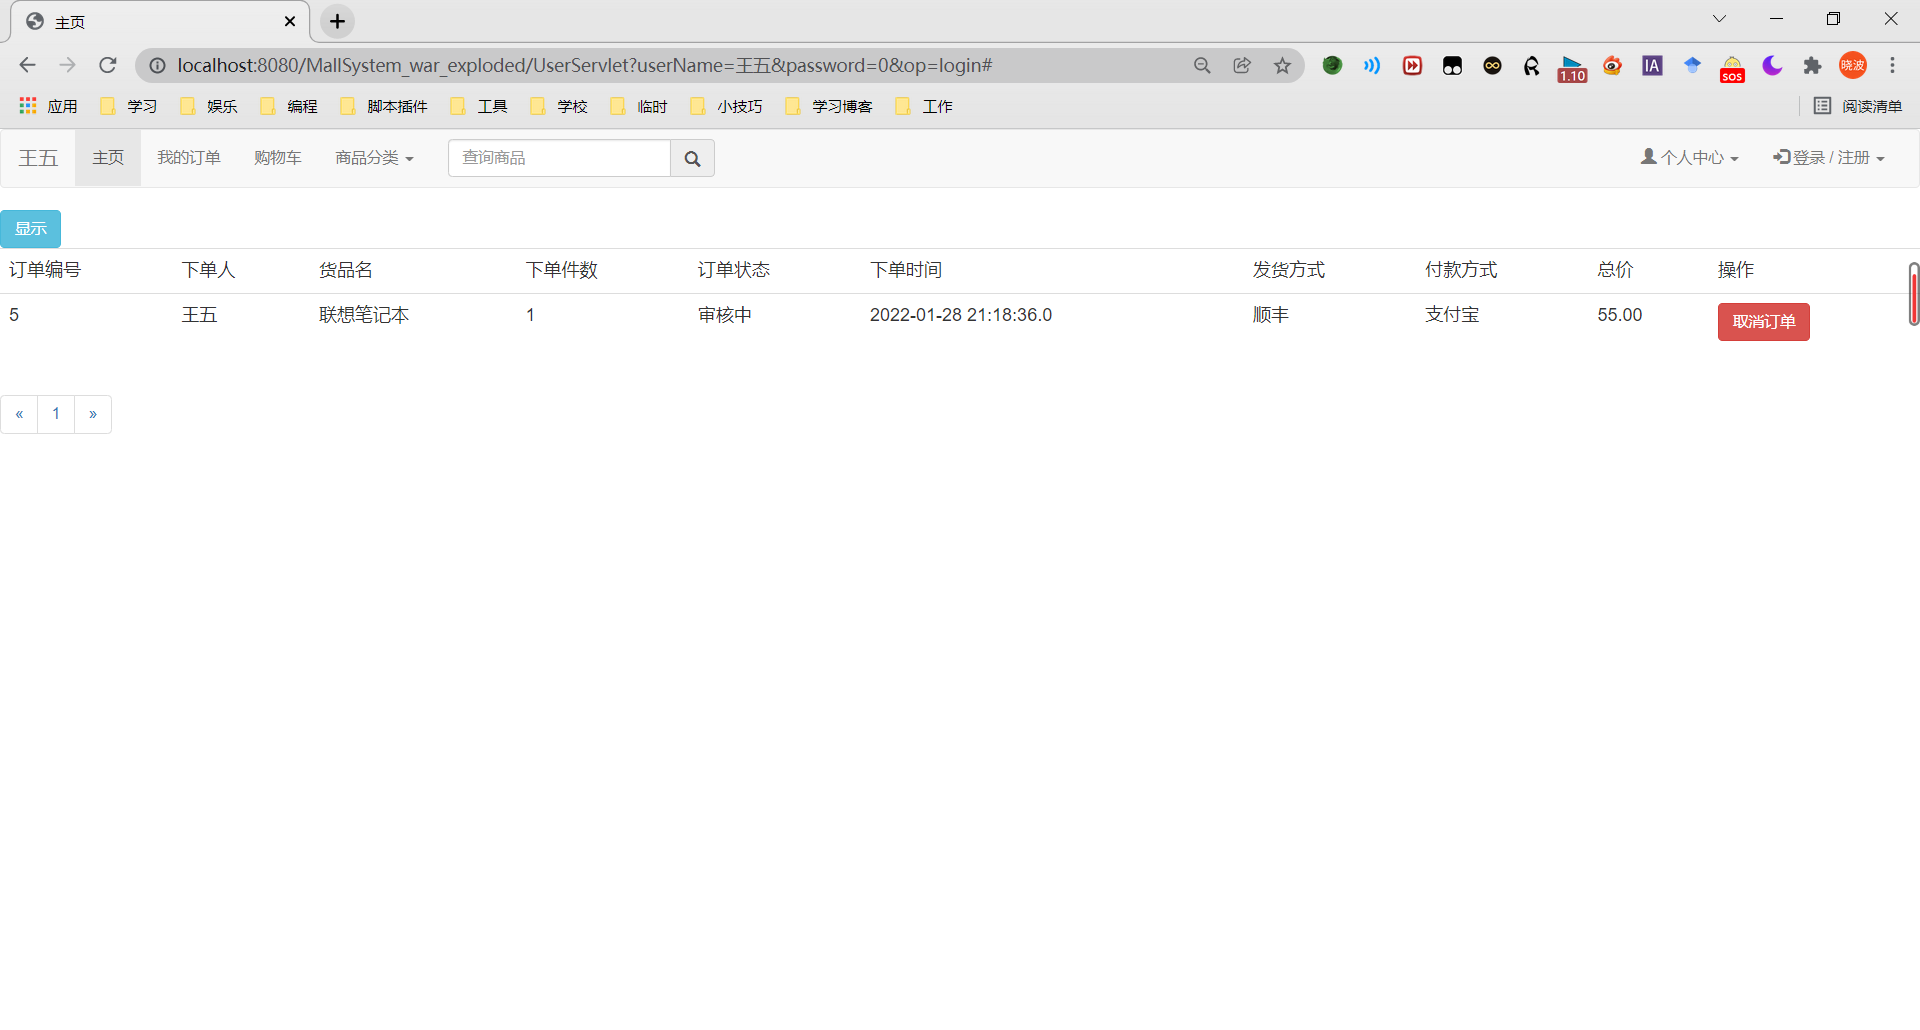 主页
localhost:8080/MallSystem_war_exploded/UserServlet?userName=王五&password=0&op=login#
1.10
IA
SOS
晓波
应用 学习 娱乐 编程 脚本插件 工具 学校 临时 小技巧 学习博客 工作 阅读清单
王五 主页 我的订单 购物车 商品分类 查询商品 个人中心 登录 / 注册
显示
订单编号 下单人 货品名 下单件数 订单状态 下单时间 发货方式 付款方式 总价 操作
5 王五 联想笔记本 1 审核中 2022-01-28 21:18:36.0 顺丰 支付宝 55.00 取消订单
« 1 »